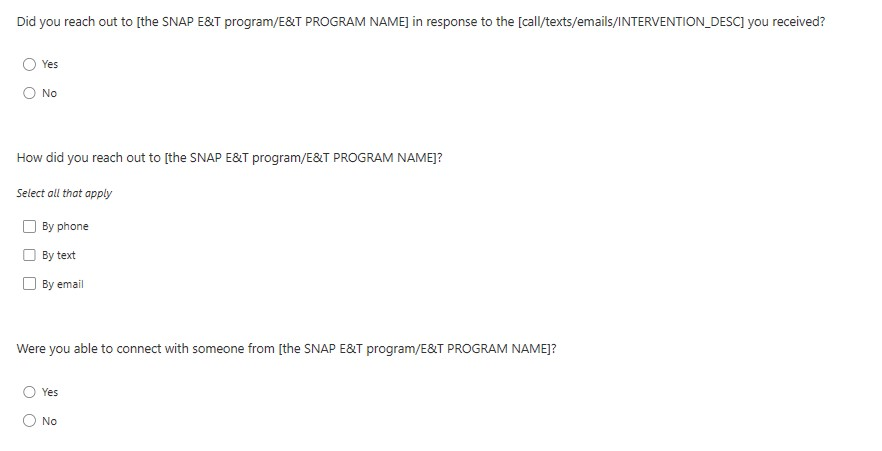 Did you reach out to [the SNAP E&T program/E&T PROGRAM NAME] in response to the [call/texts/emails/INTERVENTION_DESC] you received?
Yes
No
How did you reach out to [the SNAP E&T program/E&T PROGRAM NAME]?
Select all that apply
By phone
By text
By email
Were you able to connect with someone from [the SNAP E&T program/E&T PROGRAM NAME]?
Yes
No